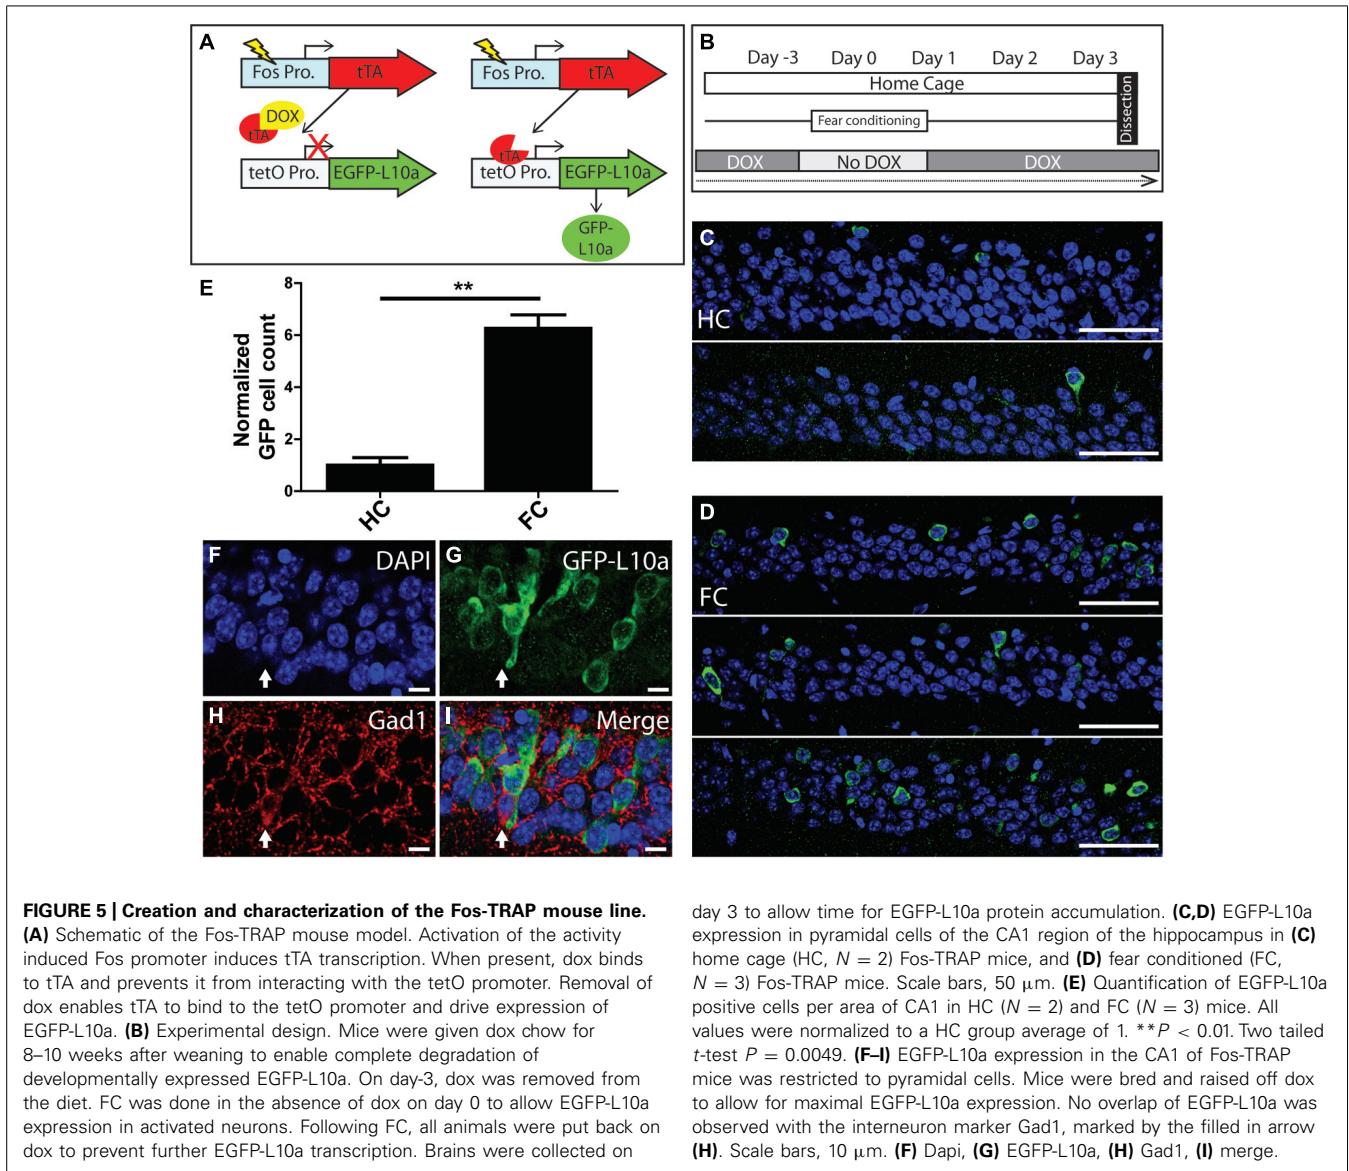 A
Fos Pro.
tTA
DOX
tTA
tetO Pro.
EGFP-L10a
Fos Pro.
tTA
tTA
tetO Pro.
EGFP-L10a
GFP-
L10a
B
Day -3 Day 0 Day 1 Day 2 Day 3
Home Cage
Fear conditioning
Dissection
DOX No DOX DOX
C
HC
D
FC
E
Normalized
GFP cell count
8
6
4
2
0
**
HC
FC
F DAPI
G GFP-L10a
H Gad1
I Merge
FIGURE 5 | Creation and characterization of the Fos-TRAP mouse line.
(A) Schematic of the Fos-TRAP mouse model. Activation of the activity
induced Fos promoter induces tTA transcription. When present, dox binds
to tTA and prevents it from interacting with the tetO promoter. Removal of
dox enables tTA to bind to the tetO promoter and drive expression of
EGFP-L10a. (B) Experimental design. Mice were given dox chow for
8–10 weeks after weaning to enable complete degradation of
developmentally expressed EGFP-L10a. On day-3, dox was removed from
the diet. FC was done in the absence of dox on day 0 to allow EGFP-L10a
expression in activated neurons. Following FC, all animals were put back on
dox to prevent further EGFP-L10a transcription. Brains were collected on
day 3 to allow time for EGFP-L10a protein accumulation. (C,D) EGFP-L10a
expression in pyramidal cells of the CA1 region of the hippocampus in (C)
home cage (HC, N = 2) Fos-TRAP mice, and (D) fear conditioned (FC,
N = 3) Fos-TRAP mice. Scale bars, 50 μm. (E) Quantification of EGFP-L10a
positive cells per area of CA1 in HC (N = 2) and FC (N = 3) mice. All
values were normalized to a HC group average of 1. **P < 0.01. Two tailed
t-test P = 0.0049. (F–I) EGFP-L10a expression in the CA1 of Fos-TRAP
mice was restricted to pyramidal cells. Mice were bred and raised off dox
to allow for maximal EGFP-L10a expression. No overlap of EGFP-L10a was
observed with the interneuron marker Gad1, marked by the filled in arrow
(H). Scale bars, 10 μm. (F) Dapi, (G) EGFP-L10a, (H) Gad1, (I) merge.